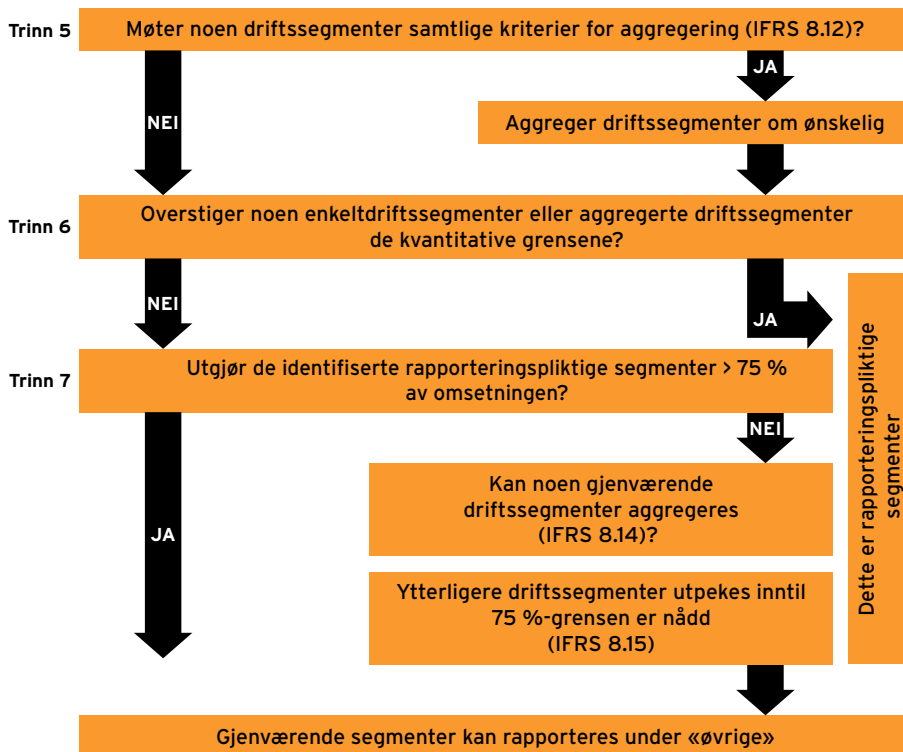 Trinn 5
Møter noen driftssegmenter samtlige kriterier for aggregering (IFRS 8.12)?
JA
NEI
Aggreger driftssegmenter om ønskelig
Trinn 6
Overstiger noen enkeltdriftssegmenter eller aggregerte driftssegmenter
de kvantitative grensene?
NEI
JA
Dette er rapporteringspliktige
segmenter
Trinn 7
Utgjør de identifiserte rapporteringspliktige segmenter > 75 %
av omsetningen?
NEI
JA
Kan noen gjenværende
driftssegmenter aggregeres
(IFRS 8.14)?
Ytterligere driftssegmenter utpekes inntil
75 %-grensen er nådd
(IFRS 8.15)
Gjenværende segmenter kan rapporteres under «øvrige»